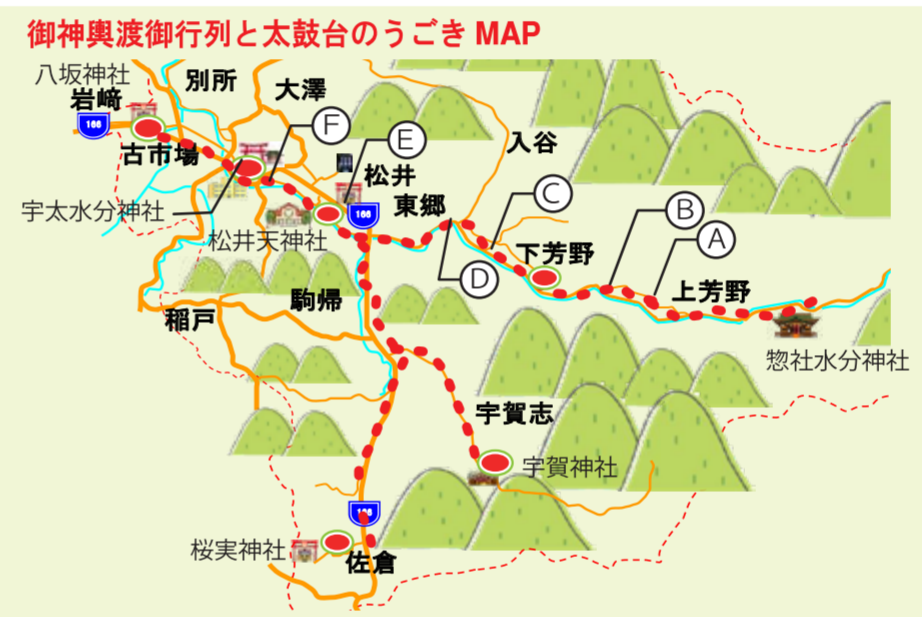 御神輿渡御行列と太鼓台のうごき MAP
八坂神社
別所
大澤
岩﨑
166
古市場
F
E
入谷
松井
宇太水分神社
166
東郷
C
B
松井天神社
A
下芳野
D
上芳野
駒帰
稲戸
惣社水分神社
宇賀志
宇賀神社
166
桜実神社
佐倉